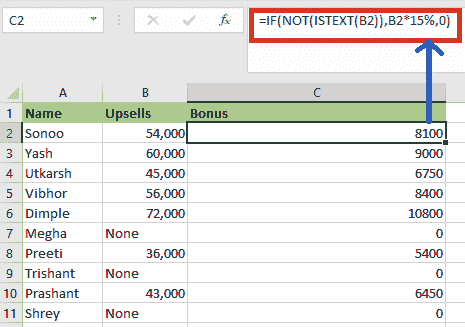 C2 fx =IF(NOT(ISTEXT(B2)),B2*15%,0)
A B C
1 Name Upsells Bonus
2 Sonoo 54,000 8100
3 Yash 60,000 9000
4 Utkarsh 45,000 6750
5 Vibhor 56,000 8400
6 Dimple 72,000 10800
7 Megha None 0
8 Preeti 36,000 5400
9 Trishant None 0
10 Prashant 43,000 6450
11 Shrey None 0